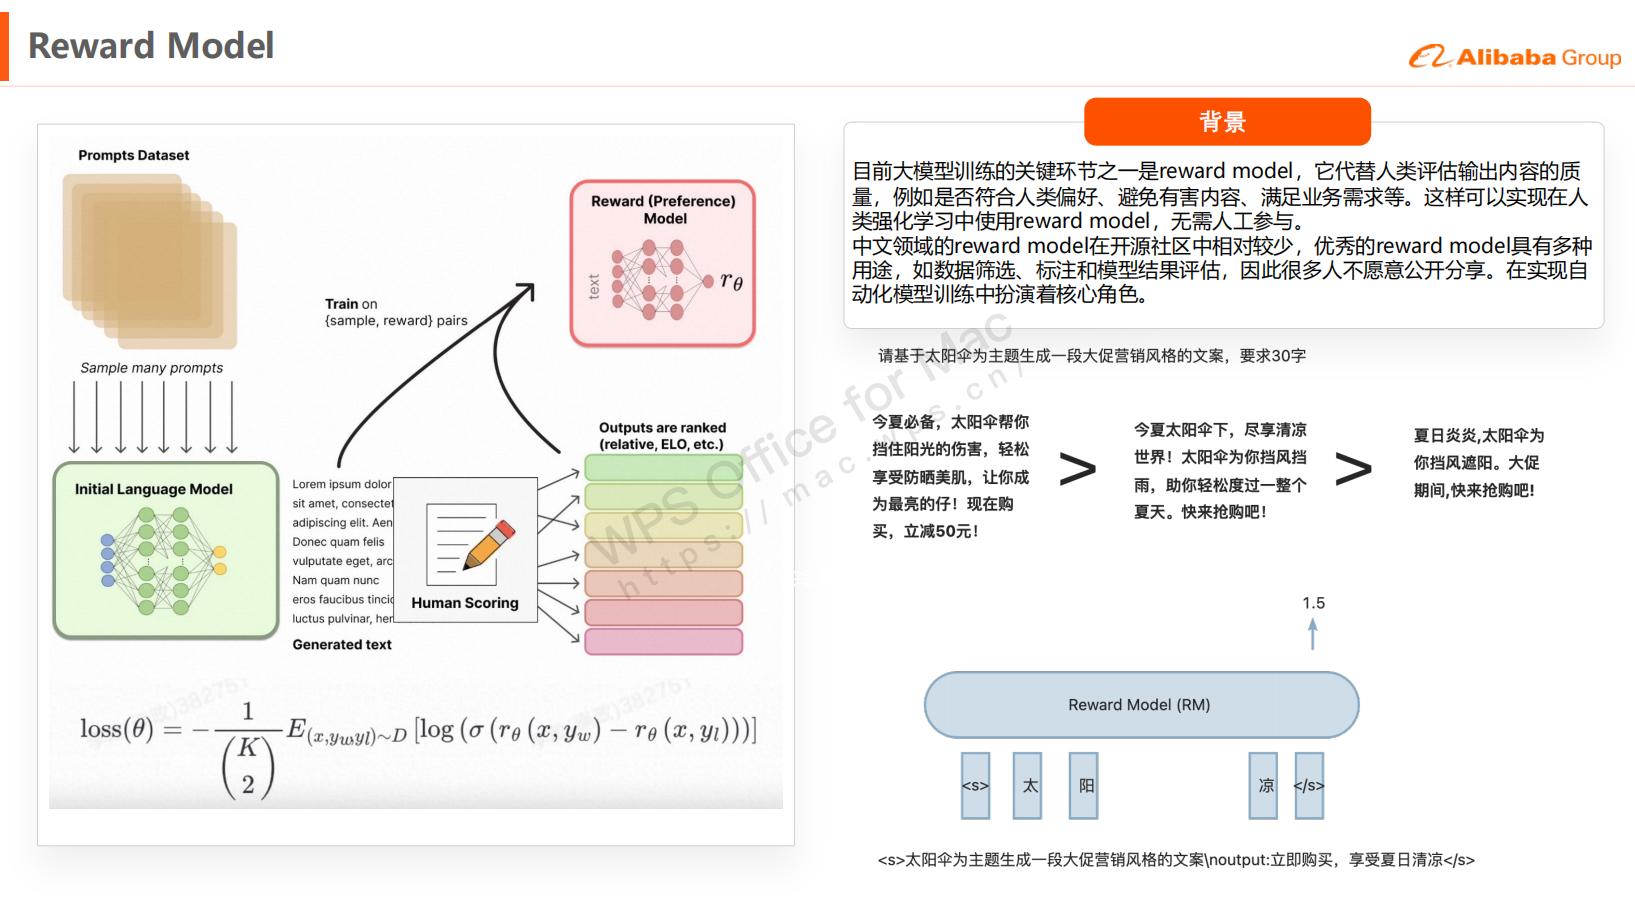 Reward Model
Alibaba Group
Prompts Dataset
Sample many prompts
Initial Language Model
Train on
{sample, reward} pairs
Reward (Preference)
Model
text
rθ
Outputs are ranked
(relative, ELO, etc.)
Lorem ipsum dolor
sit amet, consectet
adipiscing elit. Aen
Donec quam felis
vulputate eget, arc
Nam quam nunc
eros faucibus tincic
luctus pulvinar, her
Generated text
Human Scoring
loss(θ) = − 1 / (K 2) E(x,yw,yl)∼D [log (σ (rθ (x, yw) − rθ (x, yl)))]
背景
目前大模型训练的关键环节之一是reward model，它代替人类评估输出内容的质
量，例如是否符合人类偏好、避免有害内容、满足业务需求等。这样可以实现在人
类强化学习中使用reward model，无需人工参与。
中文领域的reward model在开源社区中相对较少，优秀的reward model具有多种
用途，如数据筛选、标注和模型结果评估，因此很多人不愿意公开分享。在实现自
动化模型训练中扮演着核心角色。
请基于太阳伞为主题生成一段大促营销风格的文案，要求30字
今夏必备，太阳伞帮你
挡住阳光的伤害，轻松
享受防晒美肌，让你成
为最亮的仔！现在购
买，立减50元！
>
今夏太阳伞下，尽享清凉
世界！太阳伞为你挡风挡
雨，助你轻松度过一整个
夏天。快来抢购吧！
>
夏日炎炎,太阳伞为
你挡风遮阳。大促
期间,快来抢购吧!
1.5
Reward Model (RM)
<s> 太 阳 凉 </s>
<s>太阳伞为主题生成一段大促营销风格的文案\noutput:立即购买，享受夏日清凉</s>
WPS Office for Mac
https://mac.wps.cn/